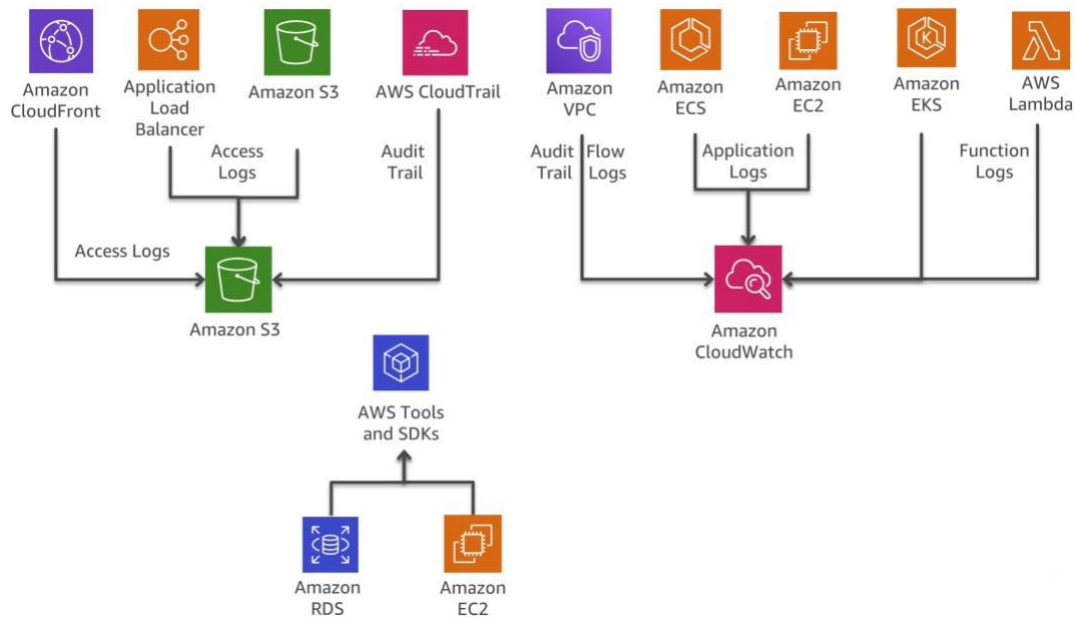 Amazon
CloudFront
Application
Load
Balancer
Amazon S3
AWS CloudTrail
Amazon
VPC
Amazon
ECS
Amazon
EC2
Amazon
EKS
AWS
Lambda
Access
Logs
Audit
Trail
Audit
Trail
Flow
Logs
Application
Logs
Function
Logs
Access Logs
Amazon S3
Amazon
CloudWatch
AWS Tools
and SDKs
Amazon
RDS
Amazon
EC2